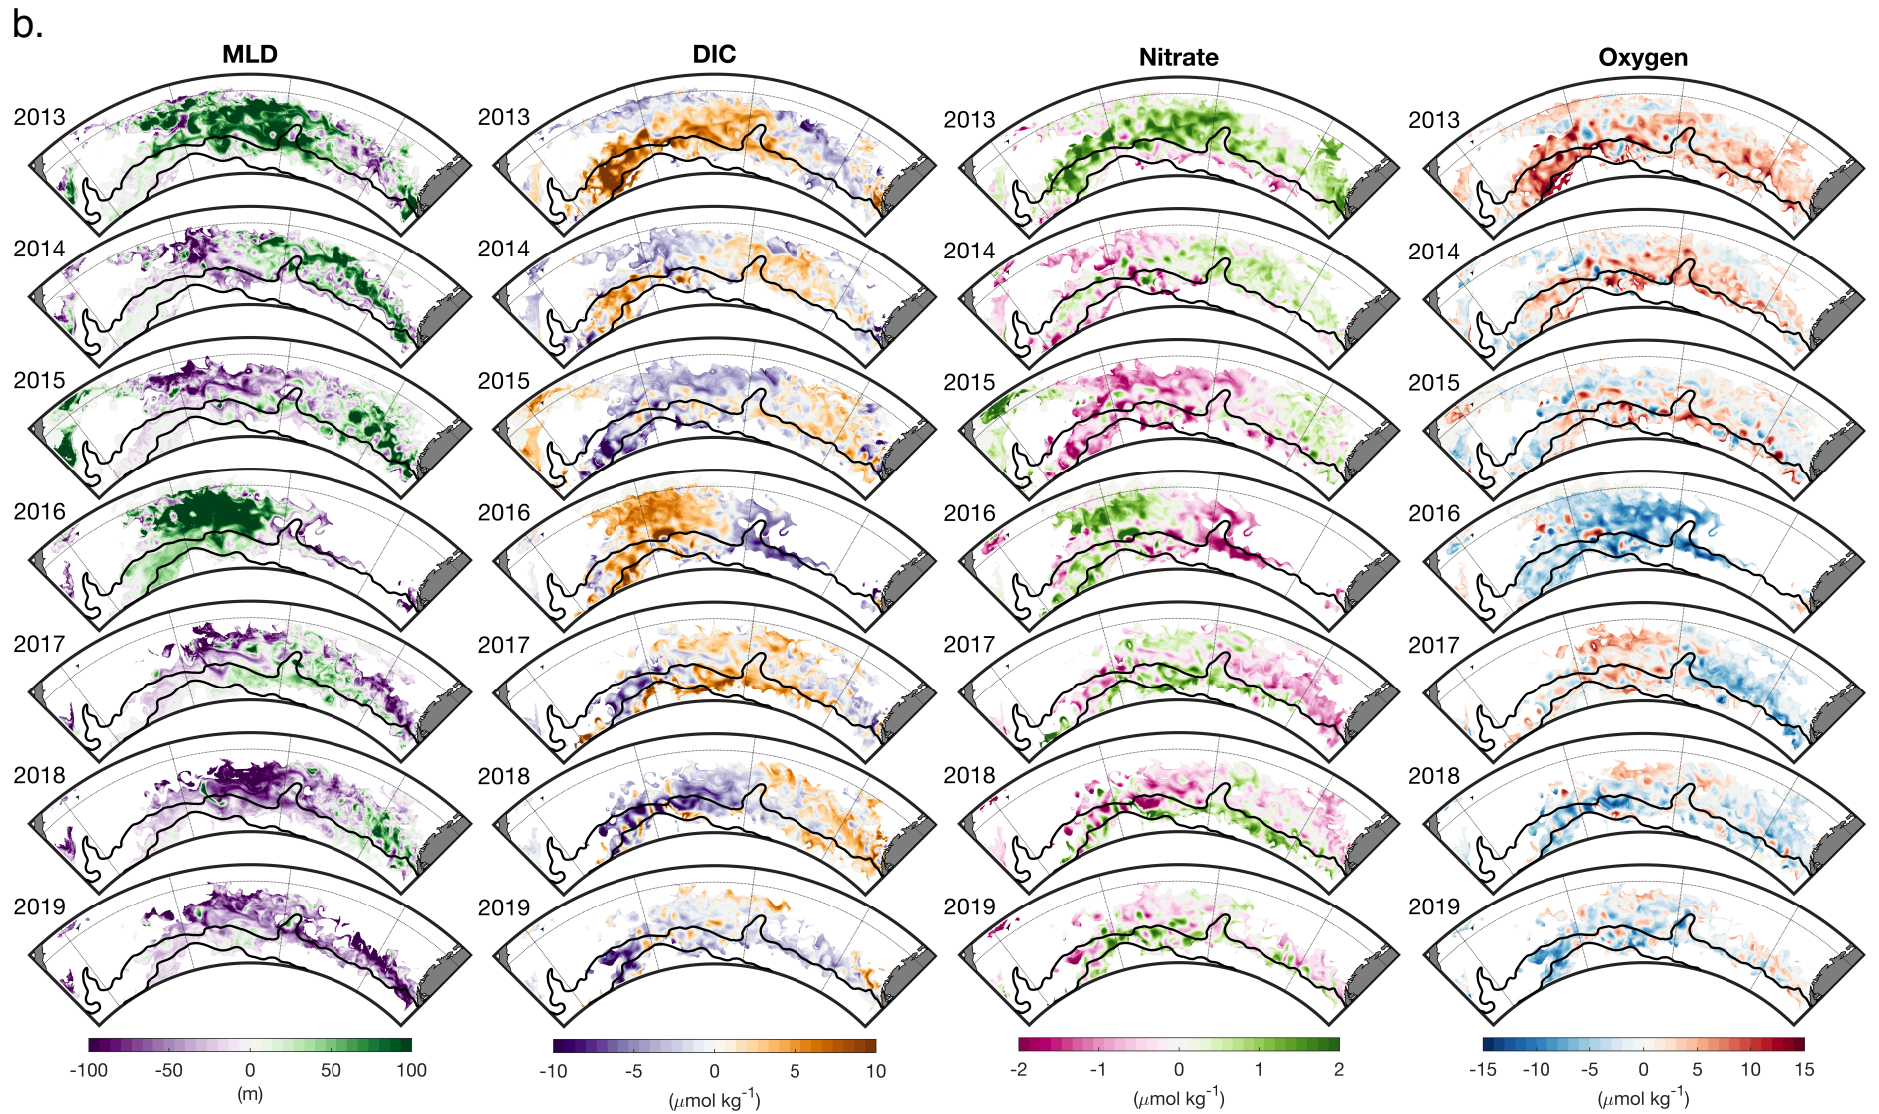 b.
MLD DIC Nitrate Oxygen
2013 2013 2013 2013
2014 2014 2014 2014
2015 2015 2015 2015
2016 2016 2016 2016
2017 2017 2017 2017
2018 2018 2018 2018
2019 2019 2019 2019
-100 -50 0 50 100 -10 -5 0 5 10 -2 -1 0 1 2 -15 -10 -5 0 5 10 15
(m) (μmol kg⁻¹) (μmol kg⁻¹) (μmol kg⁻¹)